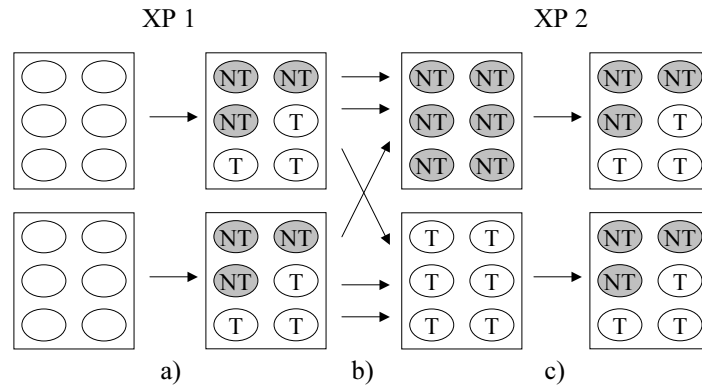 XP 1 XP 2
NT NT NT NT NT NT
NT T NT NT NT T
T T NT NT T T
NT NT T T NT NT
NT T T T NT T
T T T T T T
a) b) c)